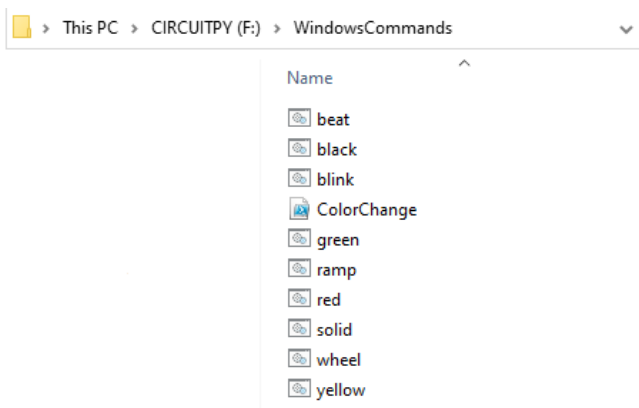 This PC > CIRCUITPY (F:) > WindowsCommands
Name
beat
black
blink
ColorChange
green
ramp
red
solid
wheel
yellow